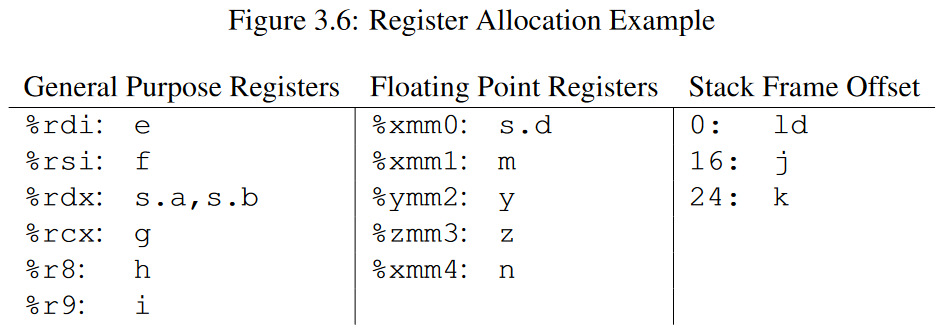 Figure 3.6: Register Allocation Example
General Purpose Registers Floating Point Registers Stack Frame Offset
%rdi: e %xmm0: s.d 0: ld
%rsi: f %xmm1: m 16: j
%rdx: s.a,s.b %ymm2: y 24: k
%rcx: g %zmm3: z
%r8: h %xmm4: n
%r9: i